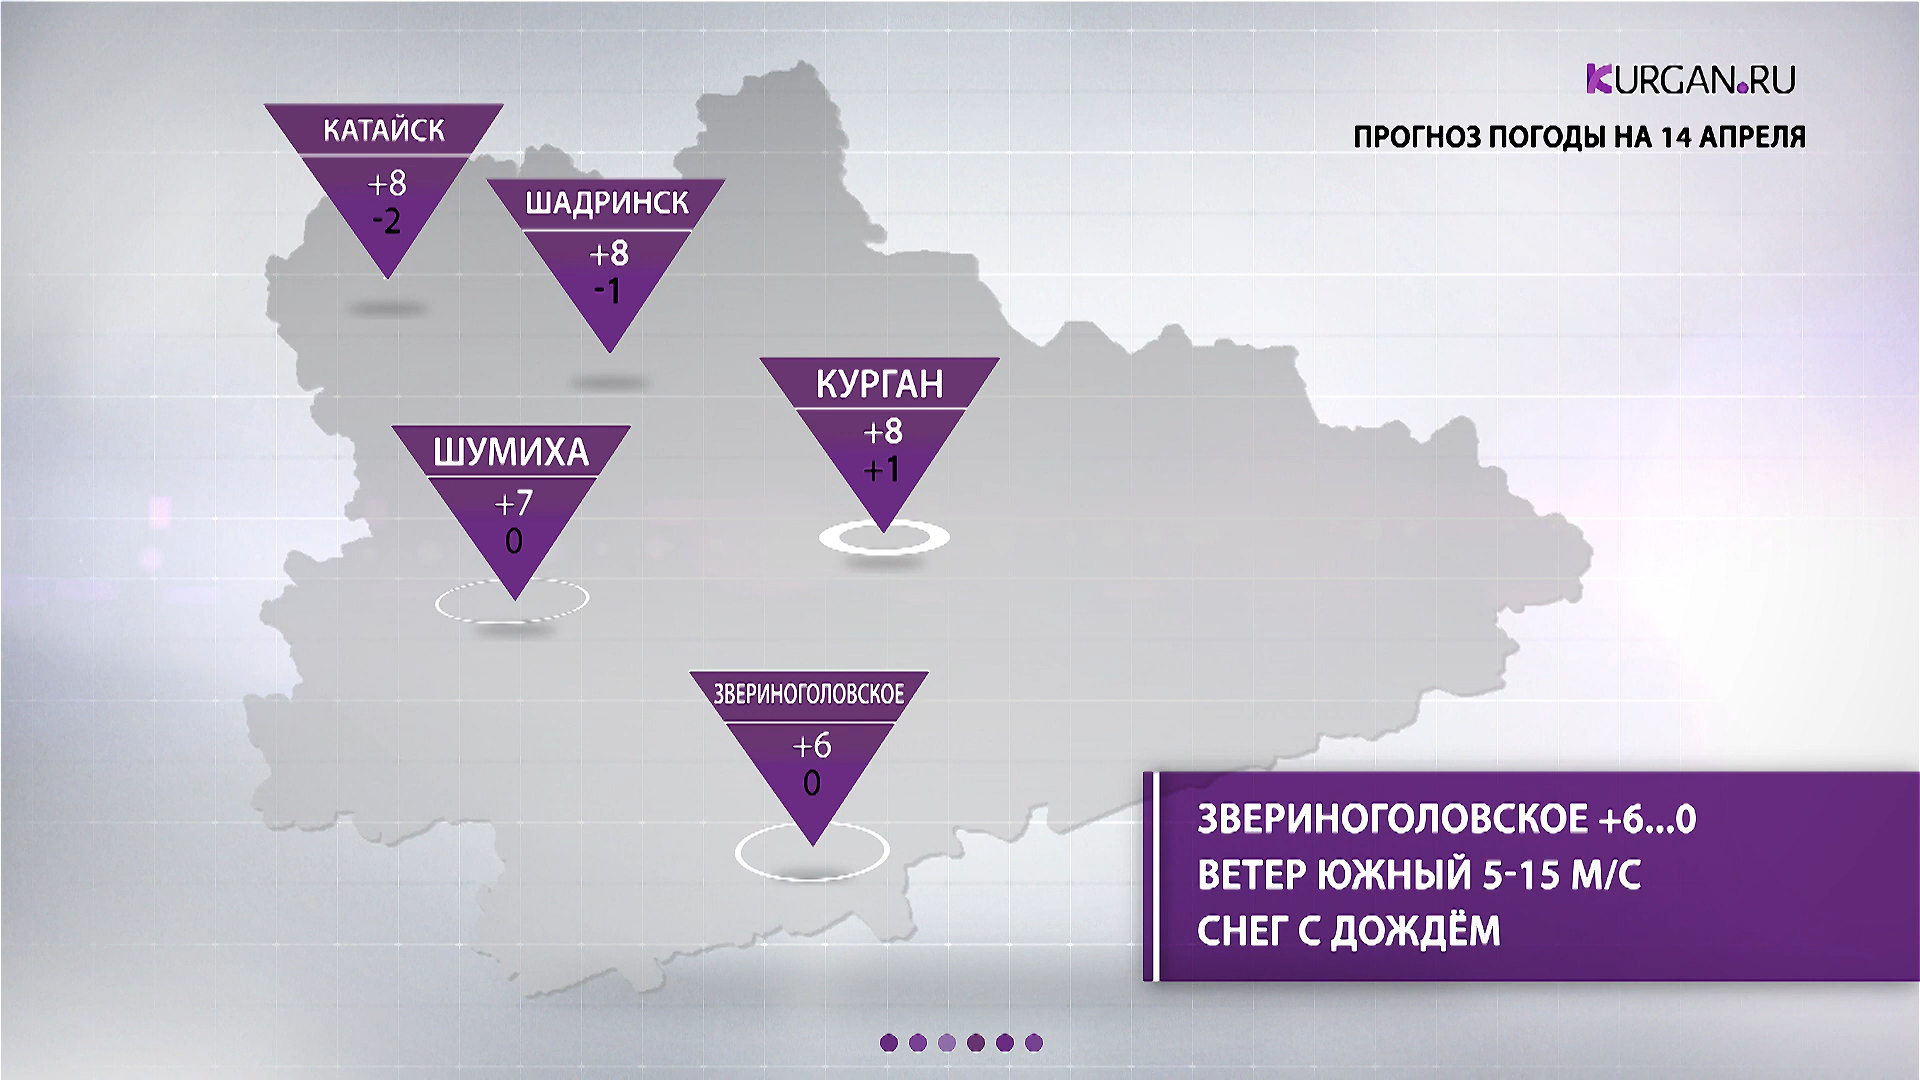 KURGAN.RU
ПРОГНОЗ ПОГОДЫ НА 14 АПРЕЛЯ
КАТАЙСК
+8
-2
ШАДРИНСК
+8
-1
КУРГАН
+8
+1
ШУМИХА
+7
0
ЗВЕРИНОГОЛОВСКОЕ
+6
0
ЗВЕРИНОГОЛОВСКОЕ +6...0
ВЕТЕР ЮЖНЫЙ 5-15 М/С
СНЕГ С ДОЖДЁМ